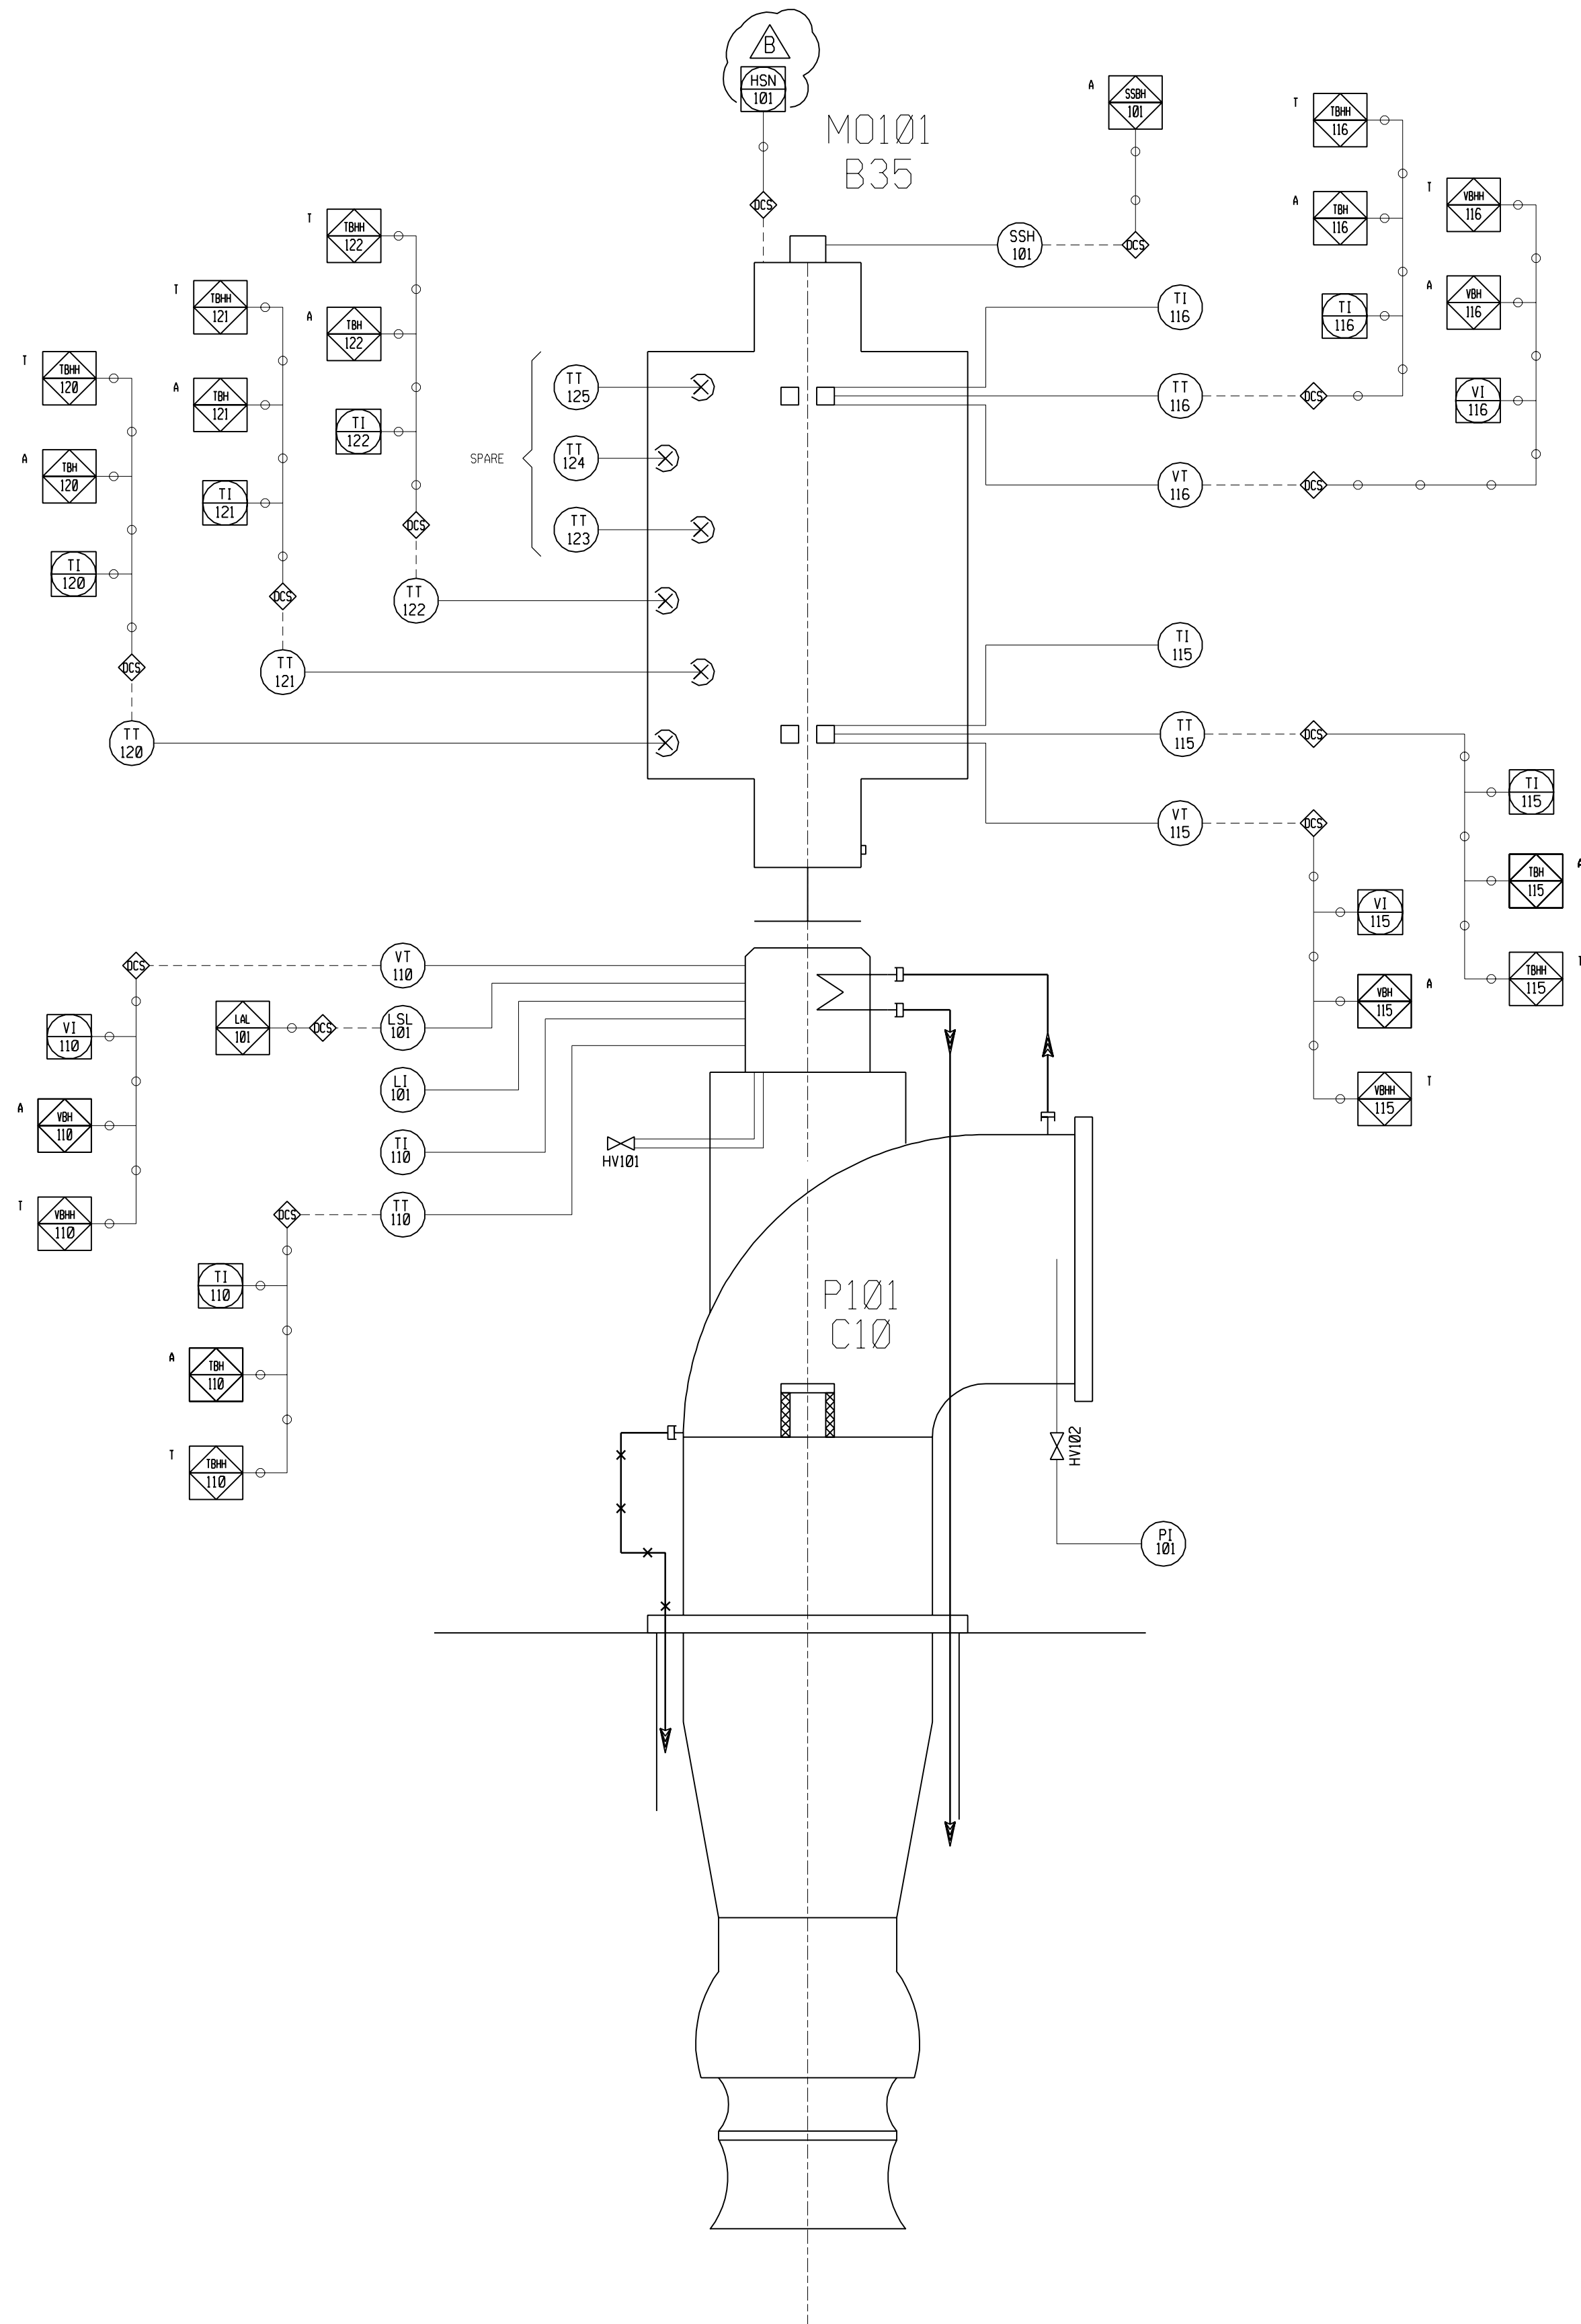 B
HSN
101
MO101
B35
A
SSBH
101
DCS
SSH
101
DCS
T
TBHH
116
A
TBH
116
TI
116
T
VBHH
116
A
VBH
116
VI
116
TI
116
TT
116
DCS
VT
116
DCS
T
TBHH
122
A
TBH
122
TI
122
DCS
TT
122
T
TBHH
121
A
TBH
121
TI
121
DCS
TT
121
T
TBHH
120
A
TBH
120
TI
120
DCS
TT
120
SPARE
TT
125
TT
124
TT
123
TI
115
TT
115
DCS
VT
115
DCS
TI
115
TBH
115
A
TBHH
115
T
VI
115
VBH
115
A
VBHH
115
T
DCS
VT
110
VI
110
A
VBH
110
T
VBHH
110
LAL
101
DCS
LSL
101
LI
101
TI
110
TT
110
DCS
TI
110
A
TBH
110
T
TBHH
110
HV101
P101
C10
HV102
PI
101